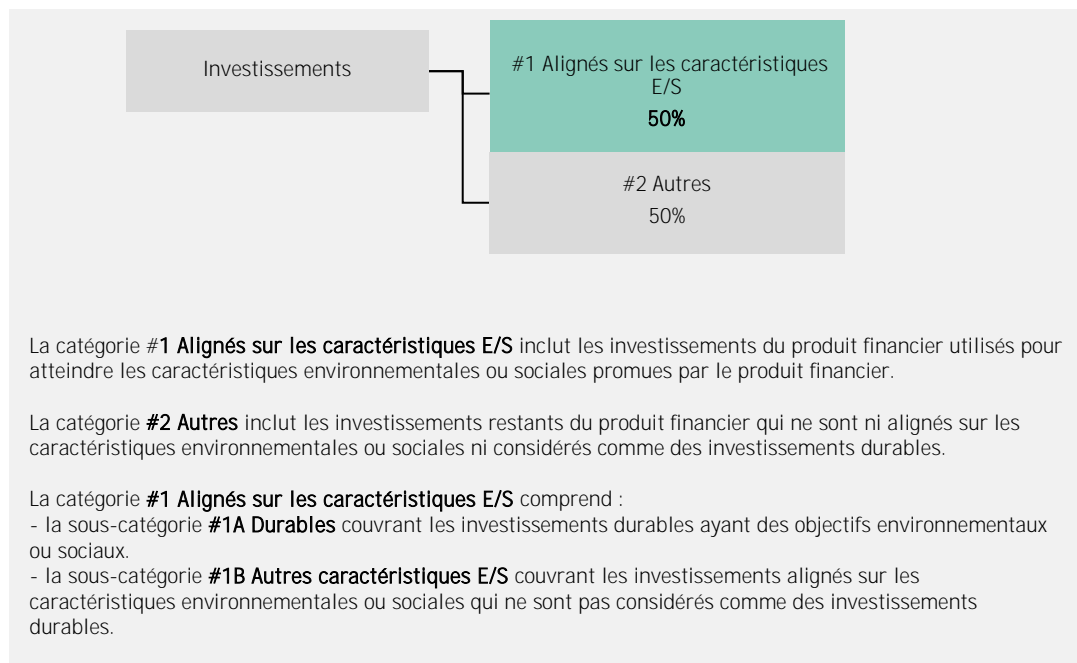 Investissements
#1 Alignés sur les caractéristiques
E/S
50%
#2 Autres
50%
La catégorie #1 Alignés sur les caractéristiques E/S inclut les investissements du produit financier utilisés pour
atteindre les caractéristiques environnementales ou sociales promues par le produit financier.
La catégorie #2 Autres inclut les investissements restants du produit financier qui ne sont ni alignés sur les
caractéristiques environnementales ou sociales ni considérés comme des investissements durables.
La catégorie #1 Alignés sur les caractéristiques E/S comprend :
- la sous-catégorie #1A Durables couvrant les investissements durables ayant des objectifs environnementaux
ou sociaux.
- la sous-catégorie #1B Autres caractéristiques E/S couvrant les investissements alignés sur les
caractéristiques environnementales ou sociales qui ne sont pas considérés comme des investissements
durables.